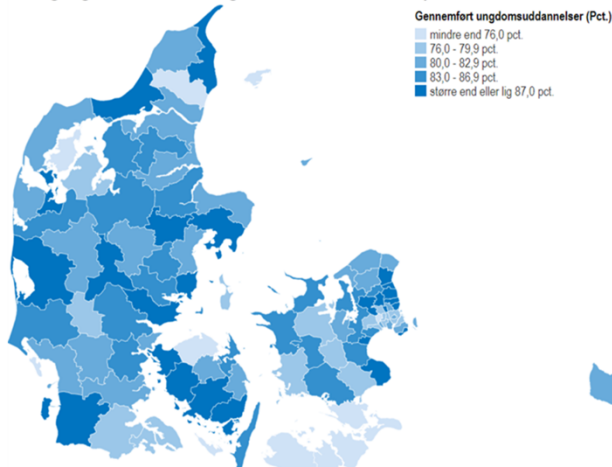 Gennemført ungdomsuddannelser (Pct.)
mindre end 76,0 pct.
76,0 - 79,9 pct.
80,0 - 82,9 pct.
83,0 - 86,9 pct.
større end eller lig 87,0 pct.